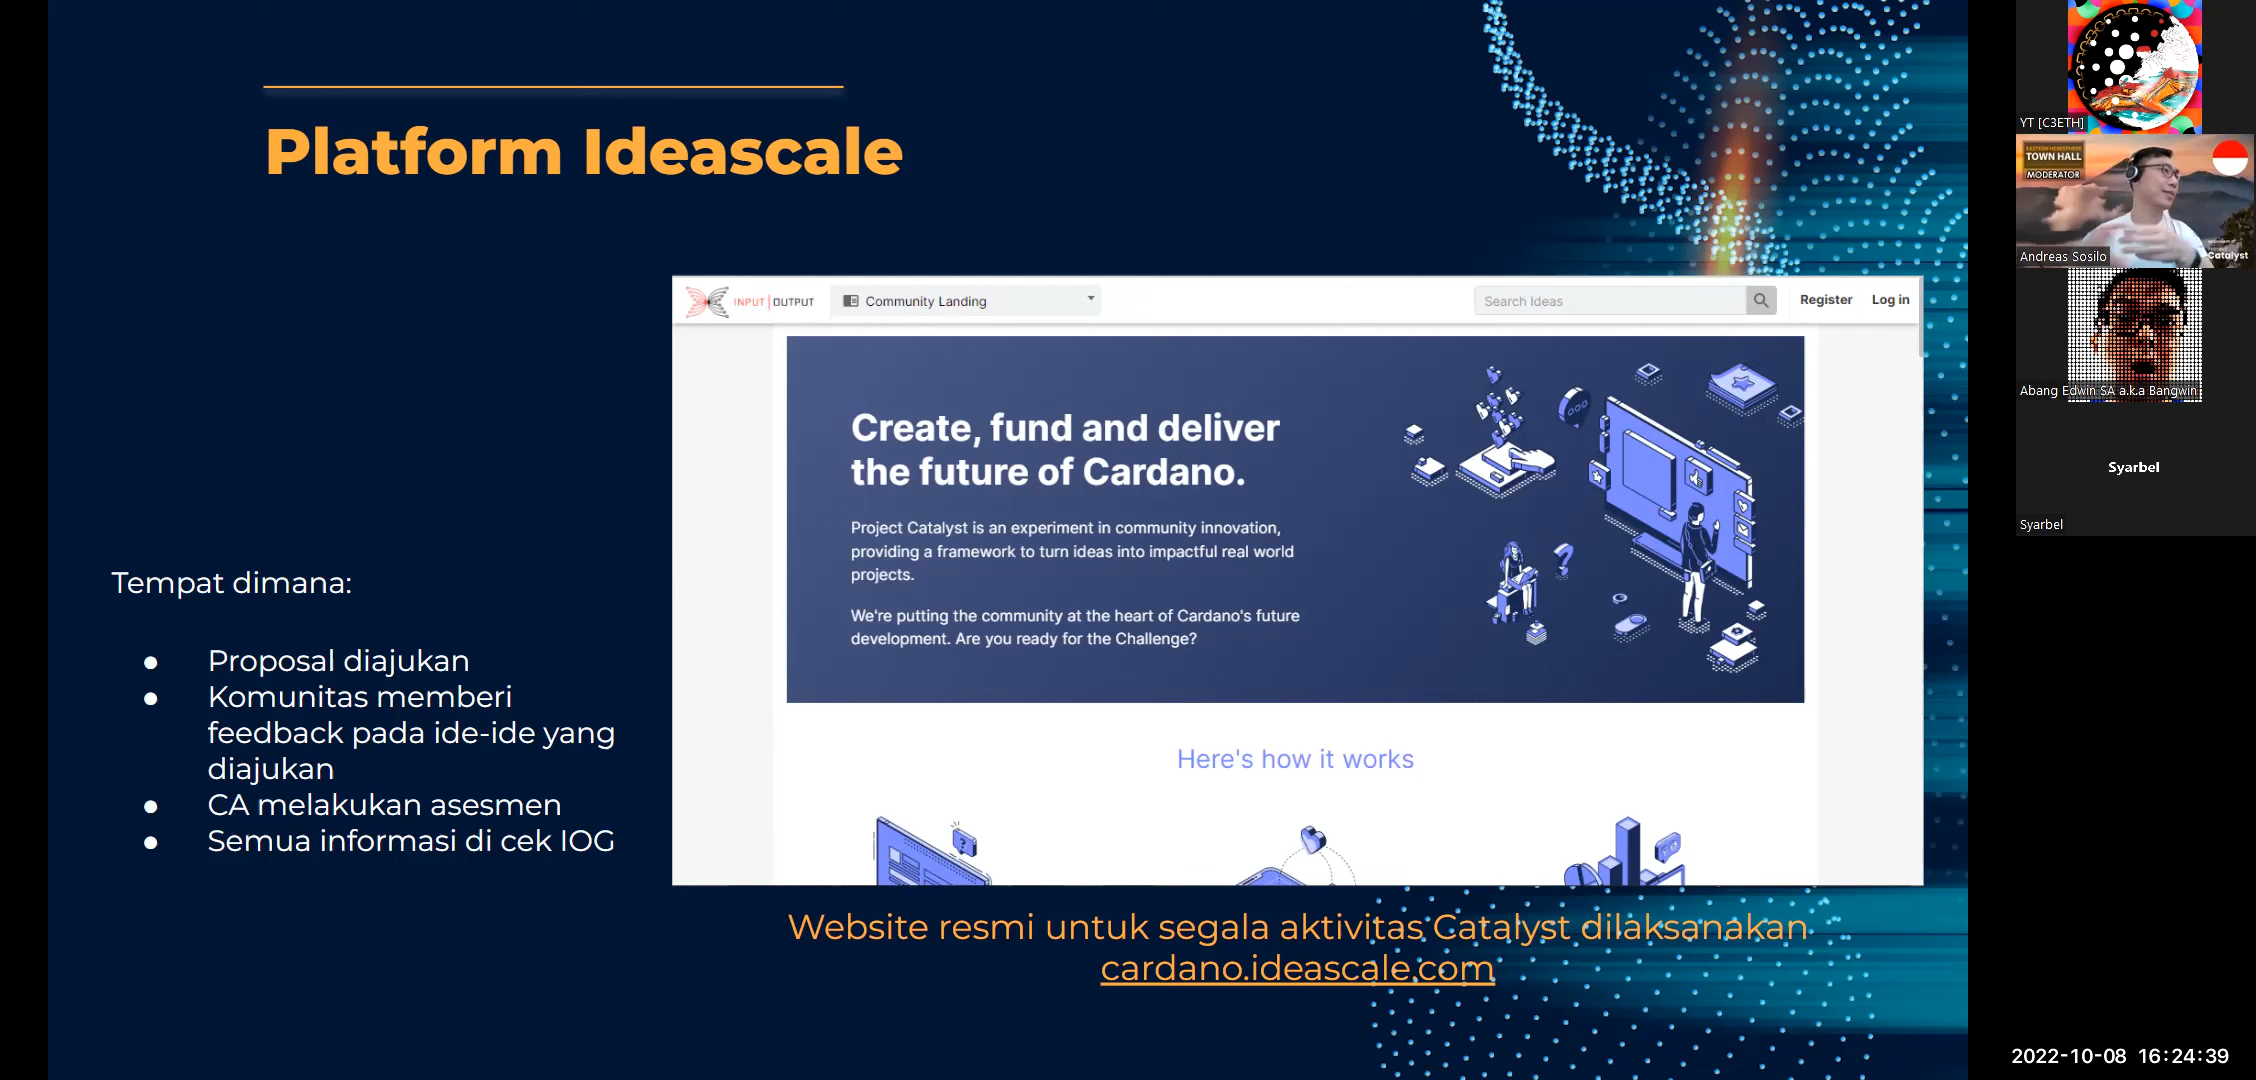 Platform Ideascale
INPUT | OUTPUT
Community Landing
Search Ideas
Register
Log in
Create, fund and deliver
the future of Cardano.
Project Catalyst is an experiment in community innovation,
providing a framework to turn ideas into impactful real world
projects.
We're putting the community at the heart of Cardano's future
development. Are you ready for the Challenge?
Here's how it works
Tempat dimana:
● Proposal diajukan
● Komunitas memberi
feedback pada ide-ide yang
diajukan
● CA melakukan asesmen
● Semua informasi di cek IOG
Website resmi untuk segala aktivitas Catalyst dilaksanakan
cardano.ideascale.com
YT [C3ETH]
EASTERN HEMISPHERE
TOWN HALL
MODERATOR
Catalyst
Andreas Sosilo
Abang Edwin SA a.k.a Bangwin
Syarbel
Syarbel
2022-10-08 16:24:39